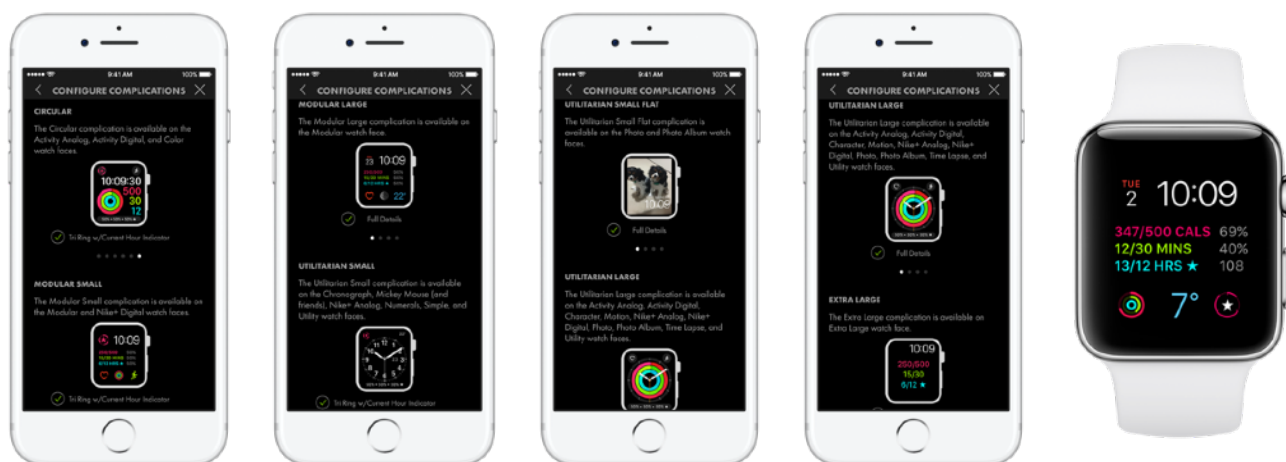 9:41 AM 100%
CONFIGURE COMPLICATIONS
CIRCULAR
The Circular complication is available on the
Activity Analog, Activity Digital, and Color
watch faces.
10:09:30
500
30
12
Tri Ring w/Current Hour Indicator
MODULAR SMALL
The Modular Small complication is available on
the Modular and Nike+ Digital watch faces.
10:09
Tri Ring w/Current Hour Indicator
9:41 AM 100%
CONFIGURE COMPLICATIONS
MODULAR LARGE
The Modular Large complication is available on
the Modular watch face.
23 10:09
22°
Full Details
UTILITARIAN SMALL
The Utilitarian Small complication is available
on the Chronograph, Mickey Mouse (and
friends), Nike+ Analog, Numerals, Simple, and
Utility watch faces.
Tri Ring w/Current Hour Indicator
9:41 AM 100%
CONFIGURE COMPLICATIONS
UTILITARIAN SMALL FLAT
The Utilitarian Small Flat complication is
available on the Photo and Photo Album watch
faces.
10:09
Full Details
UTILITARIAN LARGE
The Utilitarian Large complication is available
on the Activity Analog, Activity Digital,
Character, Motion, Nike+ Analog, Nike+
Digital, Photo, Photo Album, Time Lapse, and
Utility watch faces.
9:41 AM 100%
CONFIGURE COMPLICATIONS
UTILITARIAN LARGE
The Utilitarian Large complication is available
on the Activity Analog, Activity Digital,
Character, Motion, Nike+ Analog, Nike+
Digital, Photo, Photo Album, Time Lapse, and
Utility watch faces.
Full Details
EXTRA LARGE
The Extra Large complication is available on
Extra Large watch face.
10:09
250/500
15/30
6/12 ★
TUE
2 10:09
347/500 CALS 69%
12/30 MINS 40%
13/12 HRS ★ 108
7°